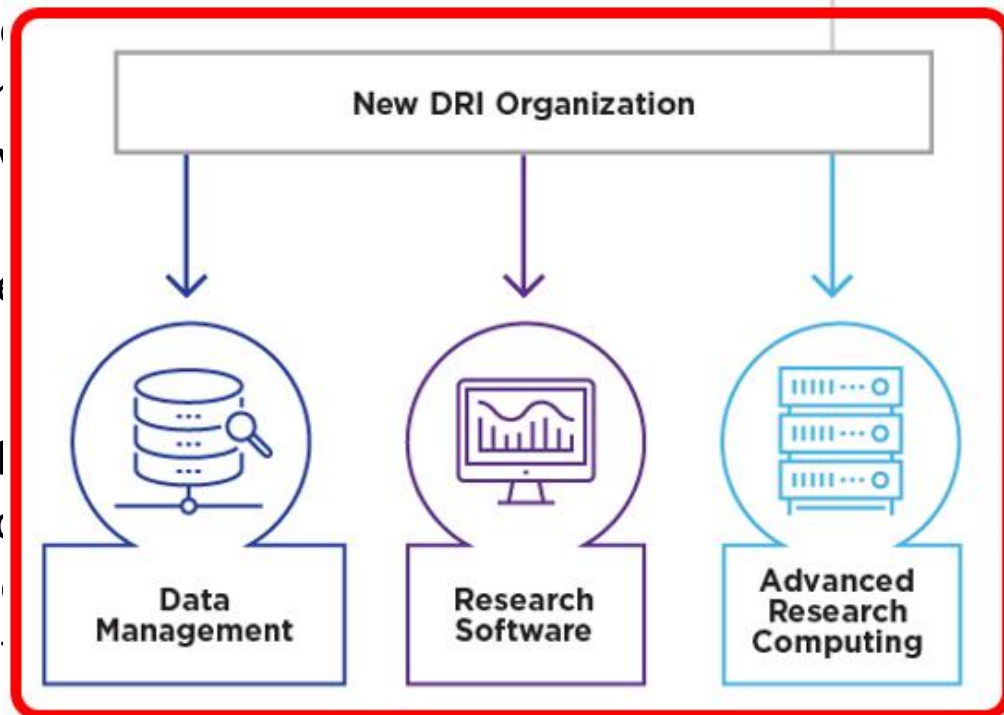 New DRI Organization
Data
Management
Research
Software
Advanced
Research
Computing